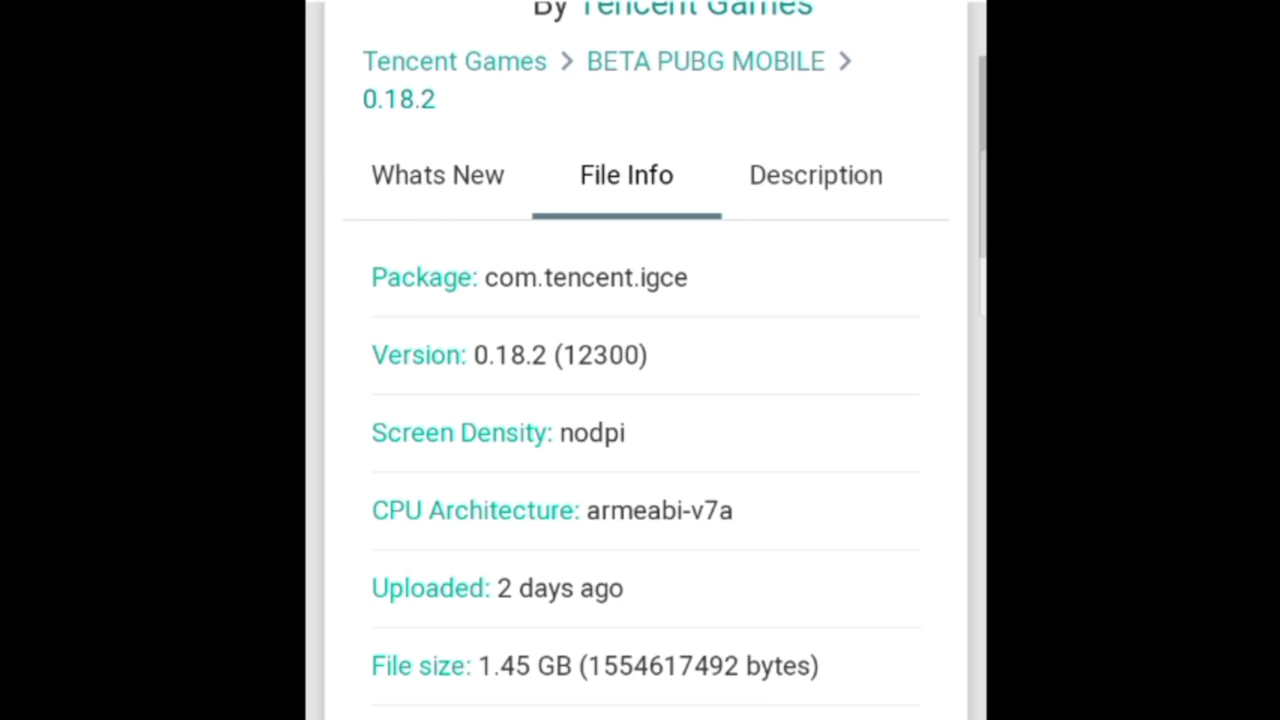 By Tencent Games
Tencent Games > BETA PUBG MOBILE >
0.18.2
Whats New File Info Description
Package: com.tencent.igce
Version: 0.18.2 (12300)
Screen Density: nodpi
CPU Architecture: armeabi-v7a
Uploaded: 2 days ago
File size: 1.45 GB (1554617492 bytes)